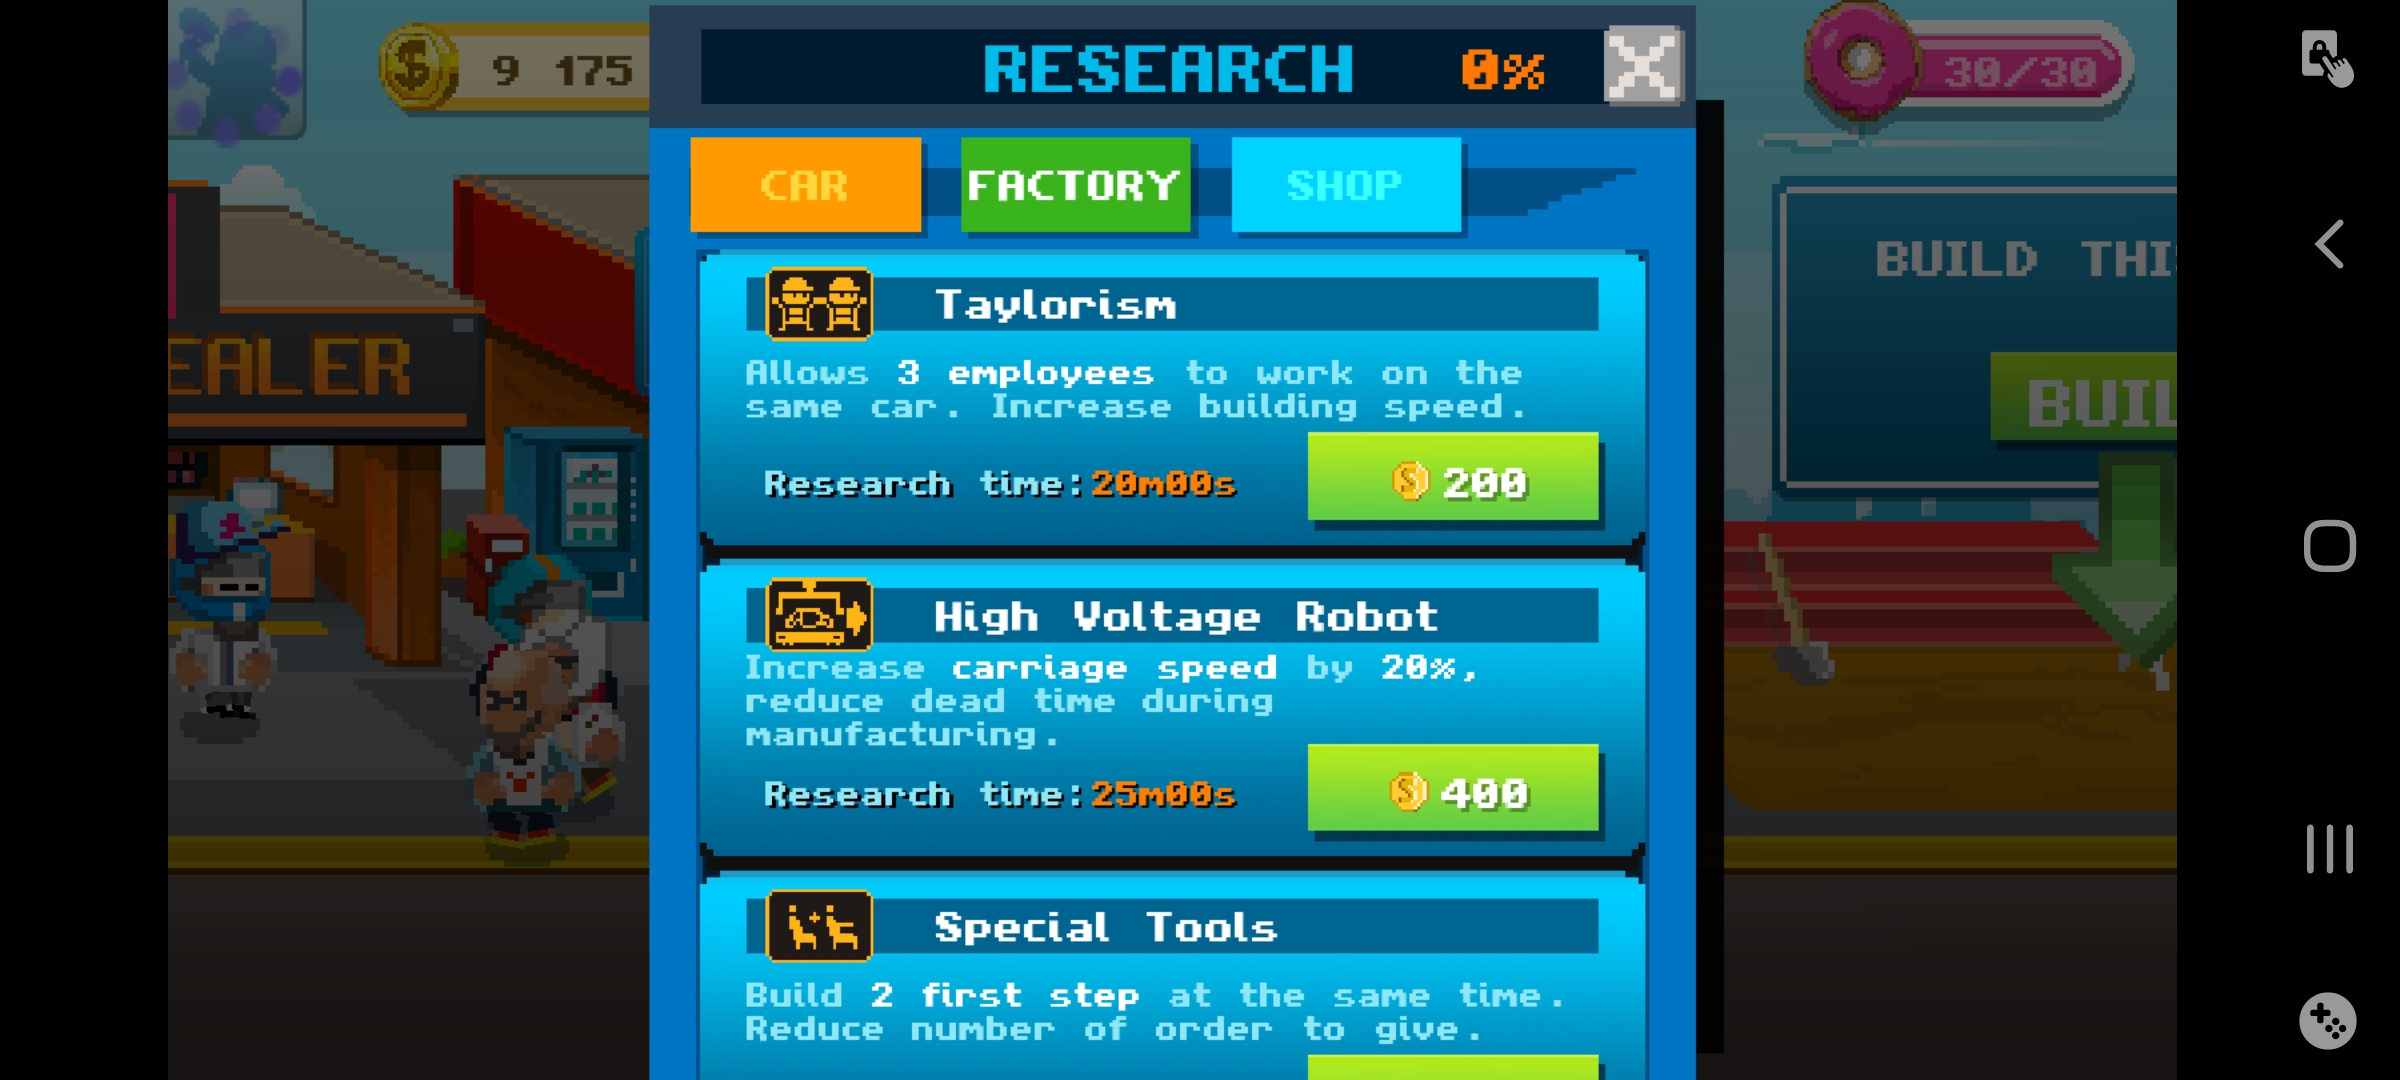 9 175
RESEARCH
0%
30/30
CAR
FACTORY
SHOP
BUILD THI
BUIL
EALER
Taylorism
Allows 3 employees to work on the
same car. Increase building speed.
Research time:20m00s
200
High Voltage Robot
Increase carriage speed by 20%,
reduce dead time during
manufacturing.
Research time:25m00s
400
Special Tools
Build 2 first step at the same time.
Reduce number of order to give.